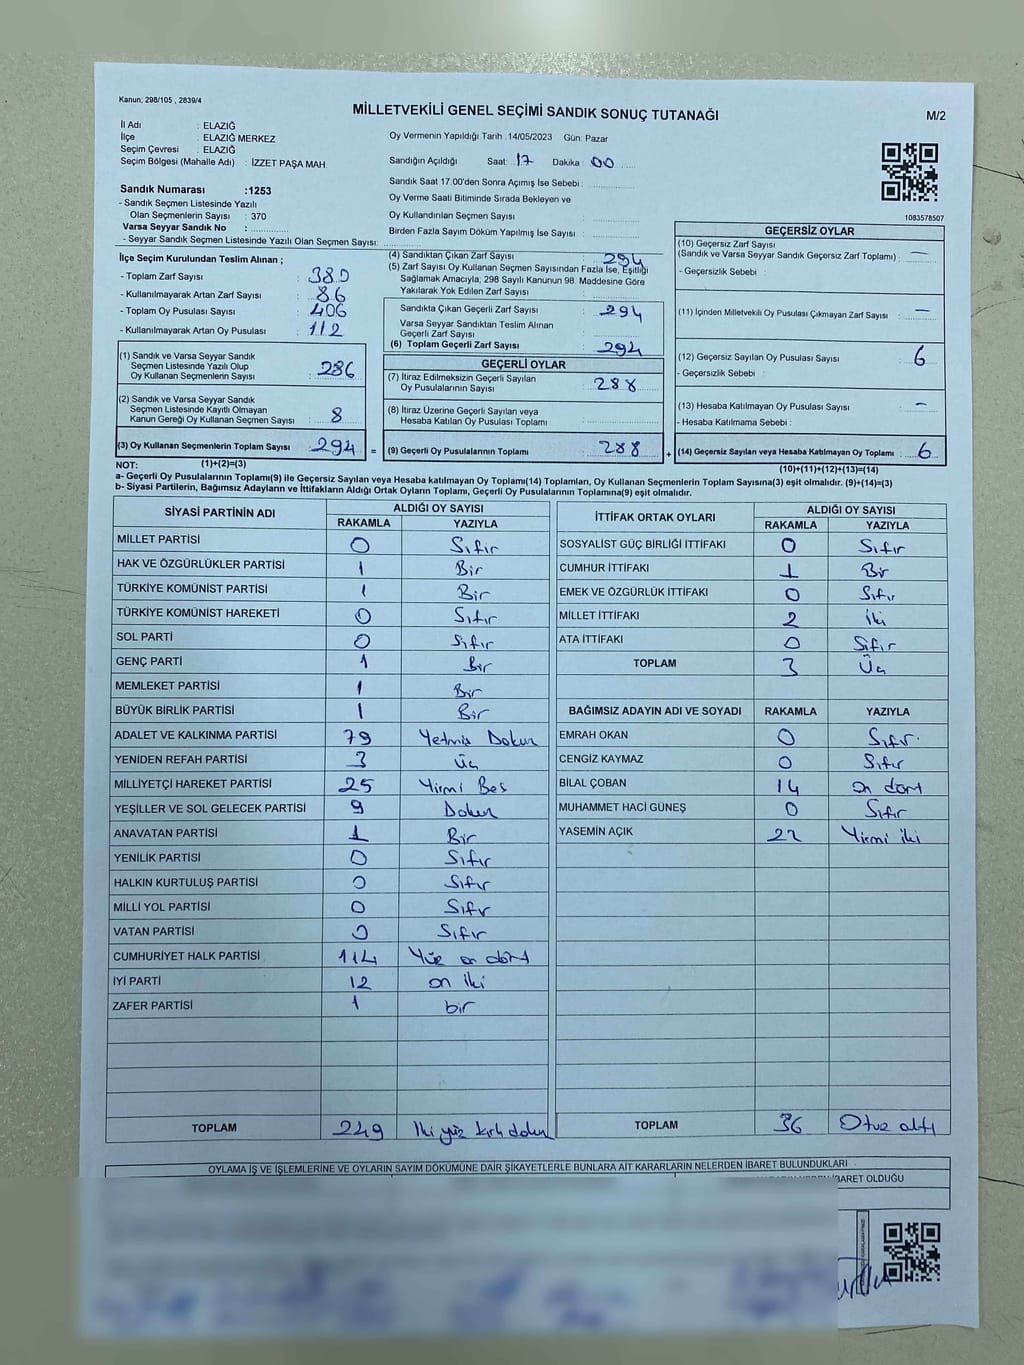 Kanun; 298/105 , 2839/4
MİLLETVEKİLİ GENEL SEÇİMİ SANDIK SONUÇ TUTANAĞI
M/2
İl Adı : ELAZIĞ
İlçe : ELAZIĞ MERKEZ
Seçim Çevresi : ELAZIĞ
Seçim Bölgesi (Mahalle Adı) : İZZET PAŞA MAH.
Sandık Numarası :1253
- Sandık Seçmen Listesinde Yazılı
Olan Seçmenlerin Sayısı : 370
Varsa Seyyar Sandık No :
- Seyyar Sandık Seçmen Listesinde Yazılı Olan Seçmen Sayısı:
Oy Vermenin Yapıldığı Tarih :14/05/2023 Gün: Pazar
Sandığın Açıldığı Saat: 17 Dakika : 00
Sandık Saat 17.00'den Sonra Açımış İse Sebebi :
Oy Verme Saati Bitiminde Sırada Bekleyen ve
Oy Kullandırılan Seçmen Sayısı :
Birden Fazla Sayım Döküm Yapılmış İse Sayısı :
1083578507
İlçe Seçim Kurulundan Teslim Alınan ;
- Toplam Zarf Sayısı : 380
- Kullanılmayarak Artan Zarf Sayısı : 86
- Toplam Oy Pusulası Sayısı : 406
- Kullanılmayarak Artan Oy Pusulası : 112
(1) Sandık ve Varsa Seyyar Sandık
Seçmen Listesinde Yazılı Olup
Oy Kullanan Seçmenlerin Sayısı : 286
(2) Sandık ve Varsa Seyyar Sandık
Seçmen Listesinde Kayıtlı Olmayan
Kanun Gereği Oy Kullanan Seçmen Sayısı : 8
(3) Oy Kullanan Seçmenlerin Toplam Sayısı : 294 =
(1)+(2)=(3)
(4) Sandıktan Çıkan Zarf Sayısı : 294
(5) Zarf Sayısı Oy Kullanan Seçmen Sayısından Fazla İse, Eşitliği
Sağlamak Amacıyla, 298 Sayılı Kanunun 98. Maddesine Göre
Yakılarak Yok Edilen Zarf Sayısı :
Sandıkta Çıkan Geçerli Zarf Sayısı : 294
Varsa Seyyar Sandıktan Teslim Alınan
Geçerli Zarf Sayısı :
(6) Toplam Geçerli Zarf Sayısı : 294
GEÇERLİ OYLAR
(7) İtiraz Edilmeksizin Geçerli Sayılan
Oy Pusulalarının Sayısı : 288
(8) İtiraz Üzerine Geçerli Sayılan veya
Hesaba Katılan Oy Pusulası Toplamı :
(9) Geçerli Oy Pusulalarının Toplamı : 288 +
GEÇERSİZ OYLAR
(10) Geçersiz Zarf Sayısı
(Sandık ve Varsa Seyyar Sandık Geçersiz Zarf Toplamı) : —
- Geçersizlik Sebebi :
(11) İçinden Milletvekili Oy Pusulası Çıkmayan Zarf Sayısı : —
(12) Geçersiz Sayılan Oy Pusulası Sayısı : 6
- Geçersizlik Sebebi :
(13) Hesaba Katılmayan Oy Pusulası Sayısı : -
- Hesaba Katılmama Sebebi :
(14) Geçersiz Sayılan veya Hesaba Katılmayan Oy Toplamı : 6
(10)+(11)+(12)+(13)=(14)
NOT:
a- Geçerli Oy Pusulasının Toplamı(9) ile Geçersiz Sayılan veya Hesaba katılmayan Oy Toplamı(14) Toplamları, Oy Kullanan Seçmenlerin Toplam Sayısına(3) eşit olmalıdır. (9)+(14)=(3)
b- Siyasi Partilerin, Bağımsız Adayların ve İttifakların Aldığı Ortak Oyların Toplamı, Geçerli Oy Pusulalarının Toplamına(9) eşit olmalıdır.
SİYASİ PARTİNİN ADI ALDIĞI OY SAYISI
RAKAMLA YAZIYLA
MİLLET PARTİSİ 0 Sıfır
HAK VE ÖZGÜRLÜKLER PARTİSİ 1 Bir
TÜRKİYE KOMÜNİST PARTİSİ 1 Bir
TÜRKİYE KOMÜNİST HAREKETİ 0 Sıfır
SOL PARTİ 0 Sıfır
GENÇ PARTİ 1 Bir
MEMLEKET PARTİSİ 1 Bir
BÜYÜK BİRLİK PARTİSİ 1 Bir
ADALET VE KALKINMA PARTİSİ 79 Yetmis Dokuz
YENİDEN REFAH PARTİSİ 3 Üç
MİLLİYETÇİ HAREKET PARTİSİ 25 Yirmi Bes
YEŞİLLER VE SOL GELECEK PARTİSİ 9 Dokuz
ANAVATAN PARTİSİ 1 Bir
YENİLİK PARTİSİ 0 Sıfır
HALKIN KURTULUŞ PARTİSİ 0 Sıfır
MİLLİ YOL PARTİSİ 0 Sıfır
VATAN PARTİSİ 0 Sıfır
CUMHURİYET HALK PARTİSİ 114 Yüz on dört
İYİ PARTİ 12 on iki
ZAFER PARTİSİ 1 bir
TOPLAM 249 İki yüz kırk dokuz
İTTİFAK ORTAK OYLARI ALDIĞI OY SAYISI
RAKAMLA YAZIYLA
SOSYALİST GÜÇ BİRLİĞİ İTTİFAKI 0 Sıfır
CUMHUR İTTİFAKI 1 Bir
EMEK VE ÖZGÜRLÜK İTTİFAKI 0 Sıfır
MİLLET İTTİFAKI 2 iki
ATA İTTİFAKI 0 Sıfır
TOPLAM 3 Üç
BAĞIMSIZ ADAYIN ADI VE SOYADI RAKAMLA YAZIYLA
EMRAH OKAN 0 Sıfır
CENGİZ KAYMAZ 0 Sıfır
BİLAL ÇOBAN 14 on dört
MUHAMMET HACİ GÜNEŞ 0 Sıfır
YASEMİN AÇIK 22 Yirmi iki
TOPLAM 36 Otuz altı
OYLAMA İŞ VE İŞLEMLERİNE VE OYLARIN SAYIM DÖKÜMÜNE DAİR ŞİKAYETLERLE BUNLARA AİT KARARLARIN NELERDEN İBARET BULUNDUKLARI
İBARET OLDUĞU